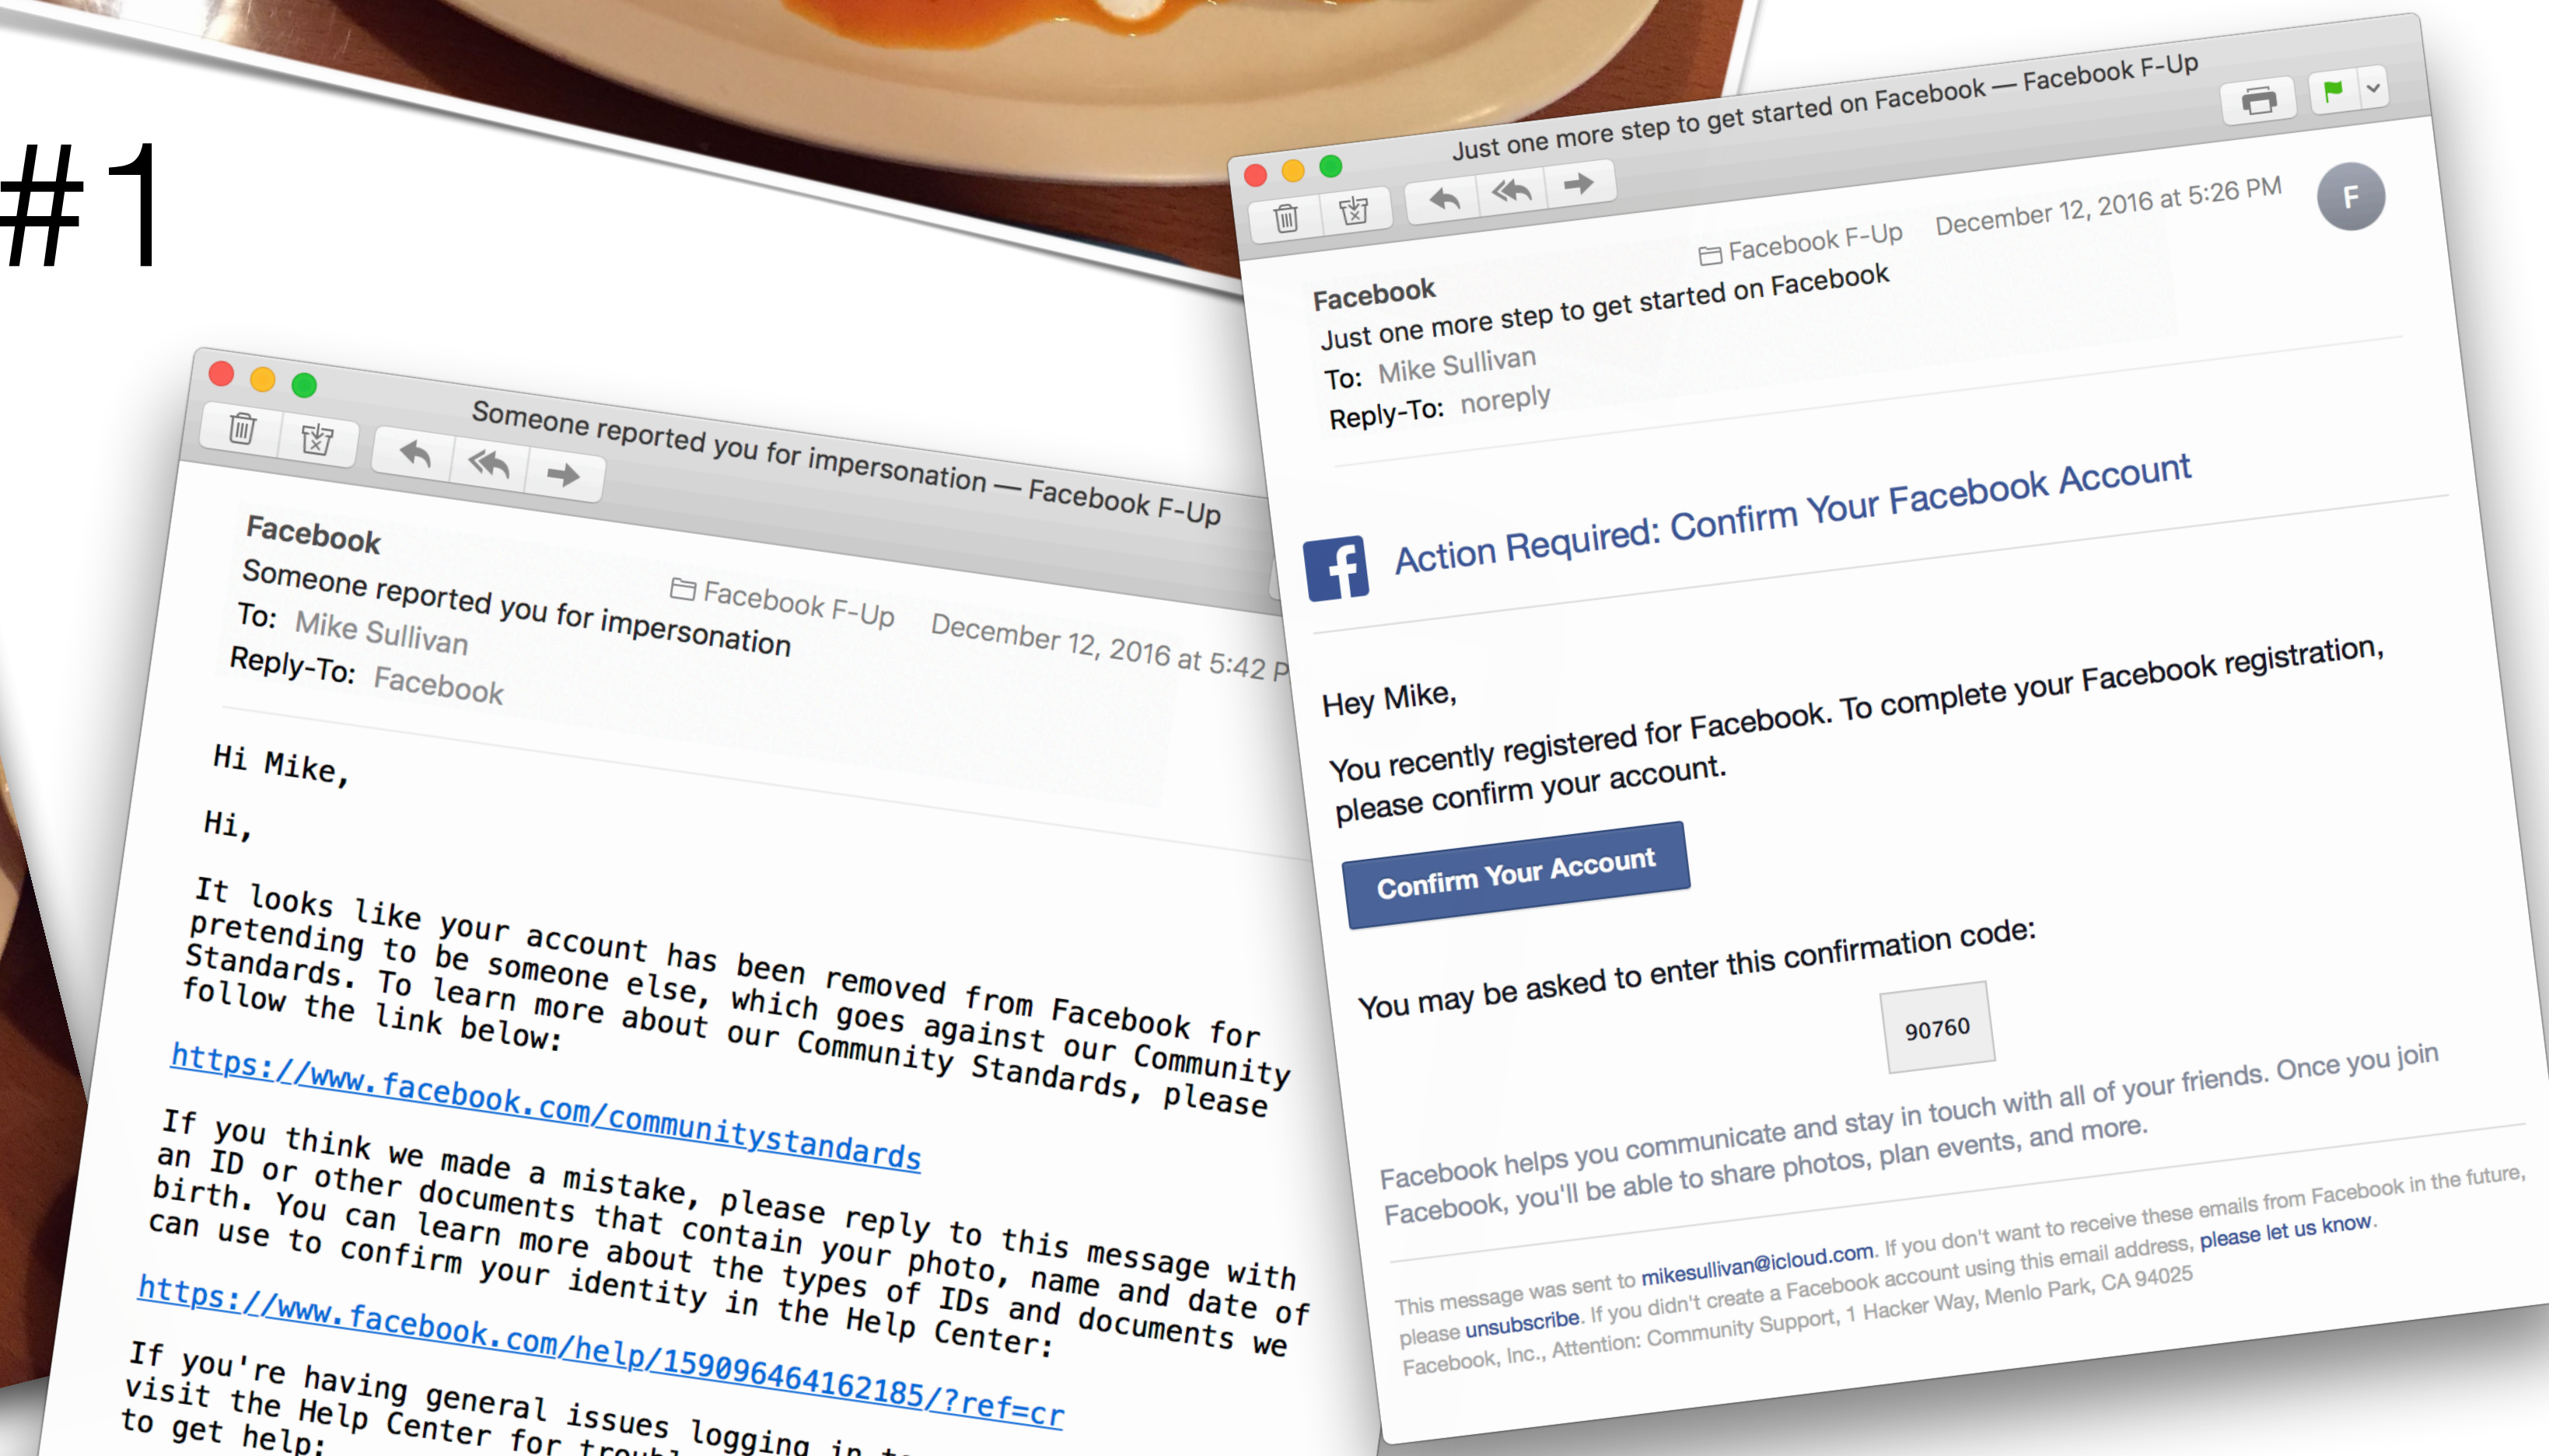 #1
Someone reported you for impersonation — Facebook F-Up
Facebook
Facebook F-Up December 12, 2016 at 5:42 P
Someone reported you for impersonation
To: Mike Sullivan
Reply-To: Facebook
Hi Mike,
Hi,
It looks like your account has been removed from Facebook for
pretending to be someone else, which goes against our Community
Standards. To learn more about our Community Standards, please
follow the link below:
https://www.facebook.com/communitystandards
If you think we made a mistake, please reply to this message with
an ID or other documents that contain your photo, name and date of
birth. You can learn more about the types of IDs and documents we
can use to confirm your identity in the Help Center:
https://www.facebook.com/help/159096464162185/?ref=cr
If you're having general issues logging in
visit the Help Center for
to get help:
Just one more step to get started on Facebook — Facebook F-Up
F
Facebook
Facebook F-Up December 12, 2016 at 5:26 PM
Just one more step to get started on Facebook
To: Mike Sullivan
Reply-To: noreply
f Action Required: Confirm Your Facebook Account
Hey Mike,
You recently registered for Facebook. To complete your Facebook registration,
please confirm your account.
Confirm Your Account
You may be asked to enter this confirmation code:
90760
Facebook helps you communicate and stay in touch with all of your friends. Once you join
Facebook, you'll be able to share photos, plan events, and more.
This message was sent to mikesullivan@icloud.com. If you don't want to receive these emails from Facebook in the future,
please unsubscribe. If you didn't create a Facebook account using this email address, please let us know.
Facebook, Inc., Attention: Community Support, 1 Hacker Way, Menlo Park, CA 94025